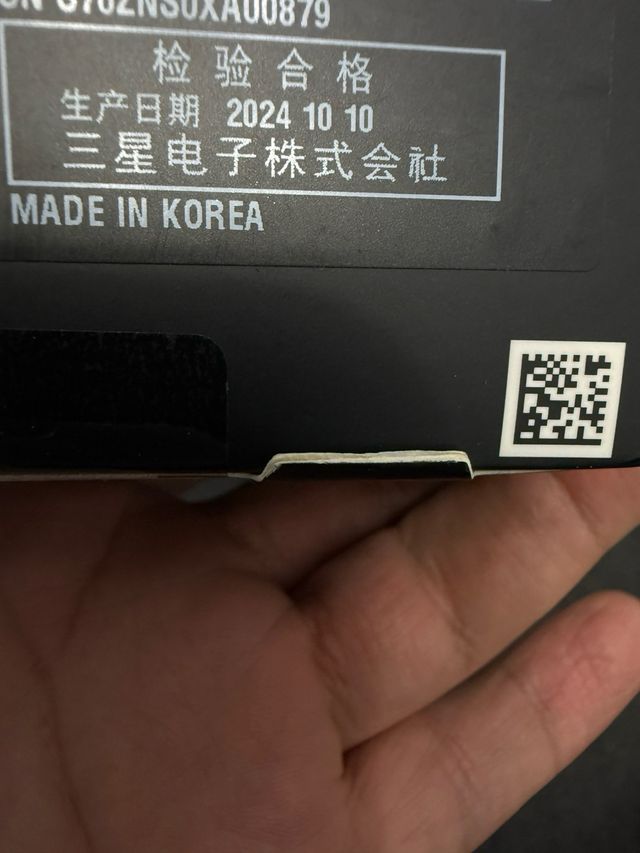 S/N S70ZNS0XA00879
检验合格
生产日期 2024 10 10
三星电子株式会社
MADE IN KOREA